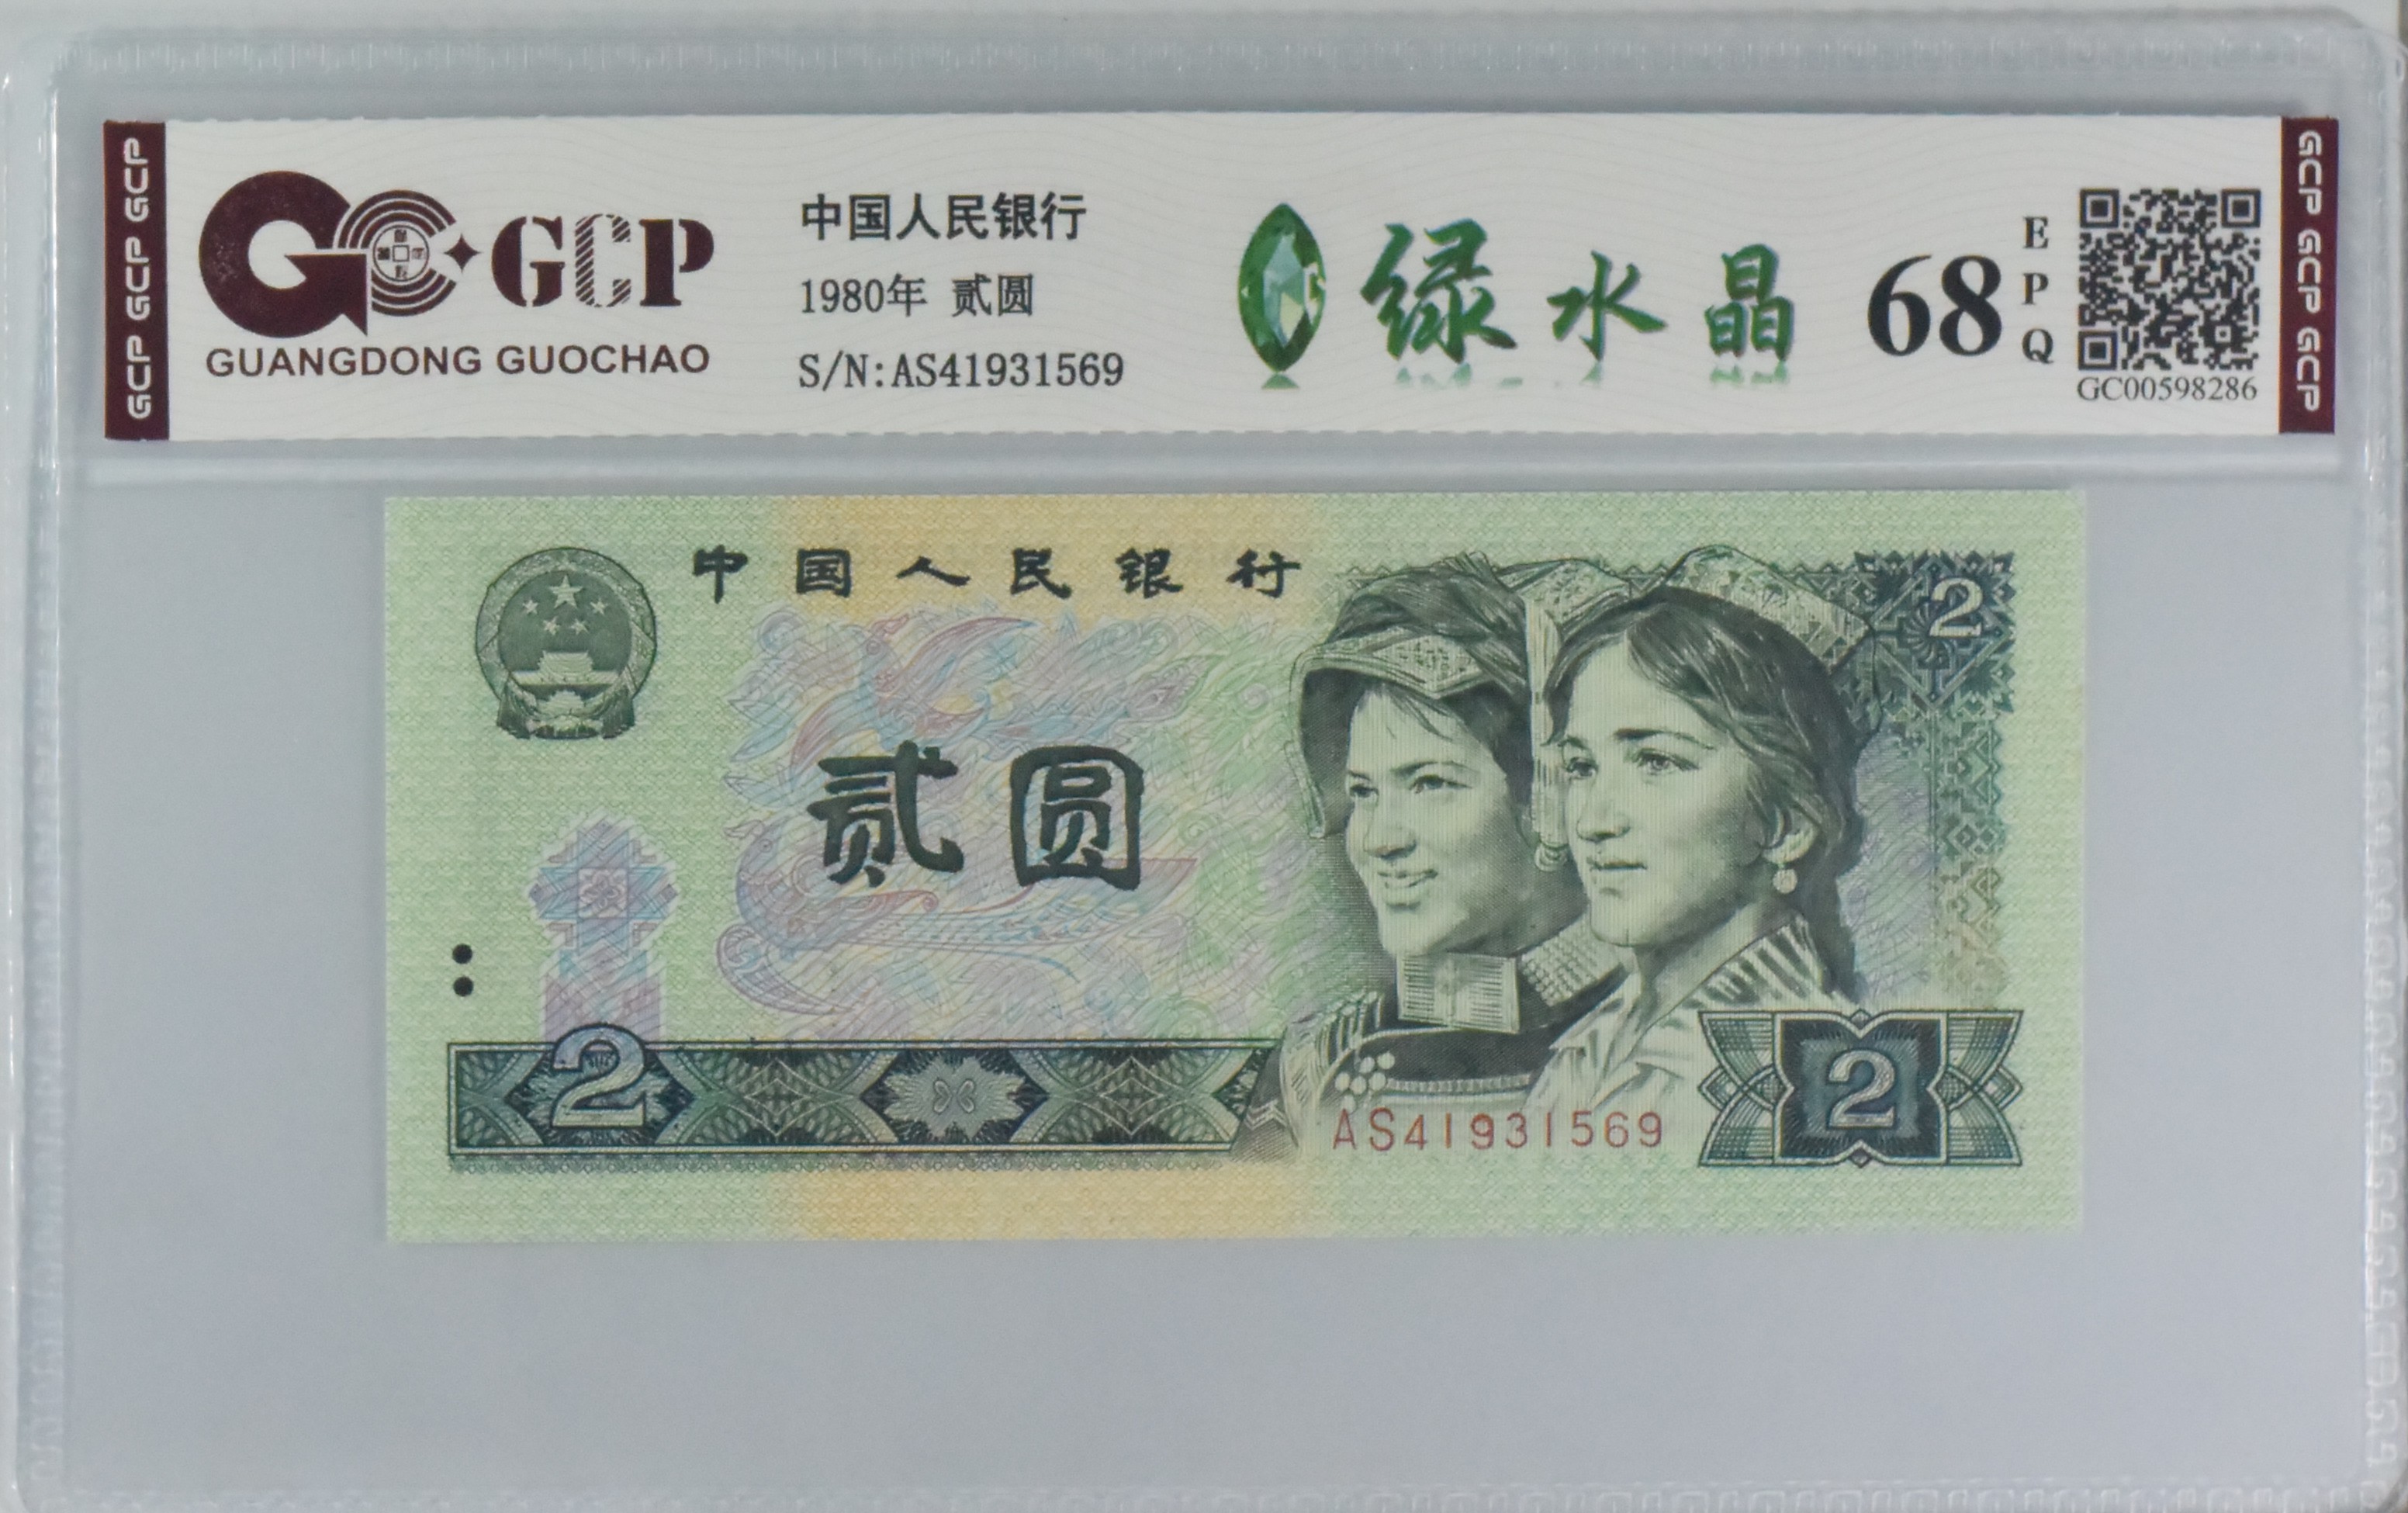 GCP GCP GCP
GCP
GUANGDONG GUOCHAO
中国人民银行
1980年 贰圆
S/N:AS41931569
绿水晶
68
E
P
Q
GC00598286
GCP GCP GCP
中国人民银行
2
贰圆
2
AS41931569
2